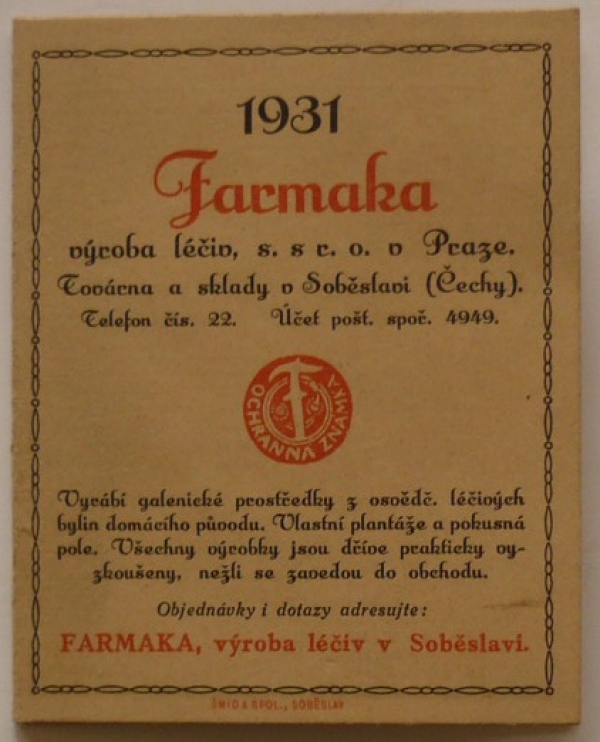 1931
Farmaka
výroba léčiv, s. s r. o. v Praze.
Továrna a sklady v Soběslavi (Čechy).
Telefon čís. 22. Účet pošt. spoř. 4949.
OCHRANNÁ ZNÁMKA
Vyrábí galenické prostředky z osvědč. léčivých
bylin domácího původu. Vlastní plantáže a pokusná
pole. Všechny výrobky jsou dříve prakticky vy-
zkoušeny, nežli se zavedou do obchodu.
Objednávky i dotazy adresujte:
FARMAKA, výroba léčiv v Soběslavi.
ŠMÍD A SPOL., SOBĚSLAV